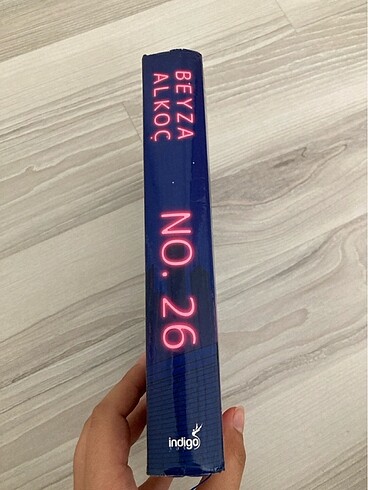 BEYZA
ALKOÇ
NO. 26
indigo